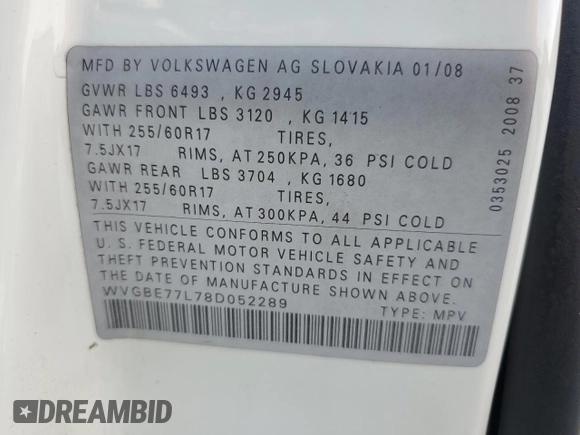 MFD BY VOLKSWAGEN AG SLOVAKIA 01/08
GVWR LBS 6493 , KG 2945
GAWR FRONT LBS 3120 , KG 1415
WITH 255/60R17 TIRES,
7.5JX17 RIMS, AT 250KPA, 36 PSI COLD
GAWR REAR LBS 3704 , KG 1680
WITH 255/60R17 TIRES,
7.5JX17 RIMS, AT 300KPA, 44 PSI COLD
THIS VEHICLE CONFORMS TO ALL APPLICABLE
U. S. FEDERAL MOTOR VEHICLE SAFETY AND
THEFT PREVENTION STANDARDS IN EFFECT ON
THE DATE OF MANUFACTURE SHOWN ABOVE.
WVGBE77L78D052289
TYPE: MPV
0353025 2008 37
DREAMBID